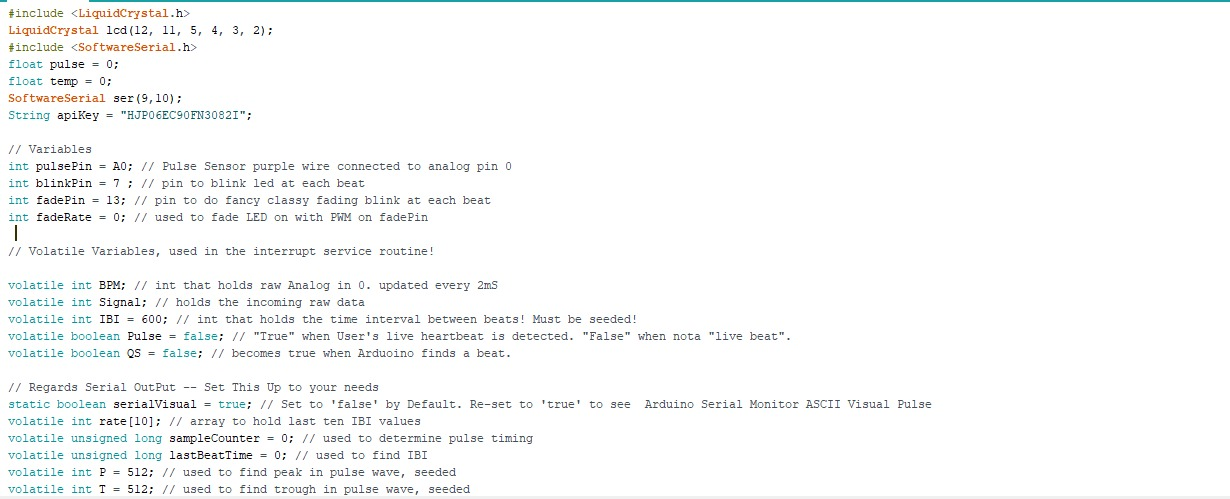 #include <LiquidCrystal.h>
LiquidCrystal lcd(12, 11, 5, 4, 3, 2);
#include <SoftwareSerial.h>
float pulse = 0;
float temp = 0;
SoftwareSerial ser(9,10);
String apiKey = "HJP06EC90FN3082I";
// Variables
int pulsePin = A0; // Pulse Sensor purple wire connected to analog pin 0
int blinkPin = 7 ; // pin to blink led at each beat
int fadePin = 13; // pin to do fancy classy fading blink at each beat
int fadeRate = 0; // used to fade LED on with PWM on fadePin
// Volatile Variables, used in the interrupt service routine!
volatile int BPM; // int that holds raw Analog in 0. updated every 2mS
volatile int Signal; // holds the incoming raw data
volatile int IBI = 600; // int that holds the time interval between beats! Must be seeded!
volatile boolean Pulse = false; // "True" when User's live heartbeat is detected. "False" when nota "live beat".
volatile boolean QS = false; // becomes true when Arduoino finds a beat.
// Regards Serial OutPut -- Set This Up to your needs
static boolean serialVisual = true; // Set to 'false' by Default. Re-set to 'true' to see  Arduino Serial Monitor ASCII Visual Pulse
volatile int rate[10]; // array to hold last ten IBI values
volatile unsigned long sampleCounter = 0; // used to determine pulse timing
volatile unsigned long lastBeatTime = 0; // used to find IBI
volatile int P = 512; // used to find peak in pulse wave, seeded
volatile int T = 512; // used to find trough in pulse wave, seeded